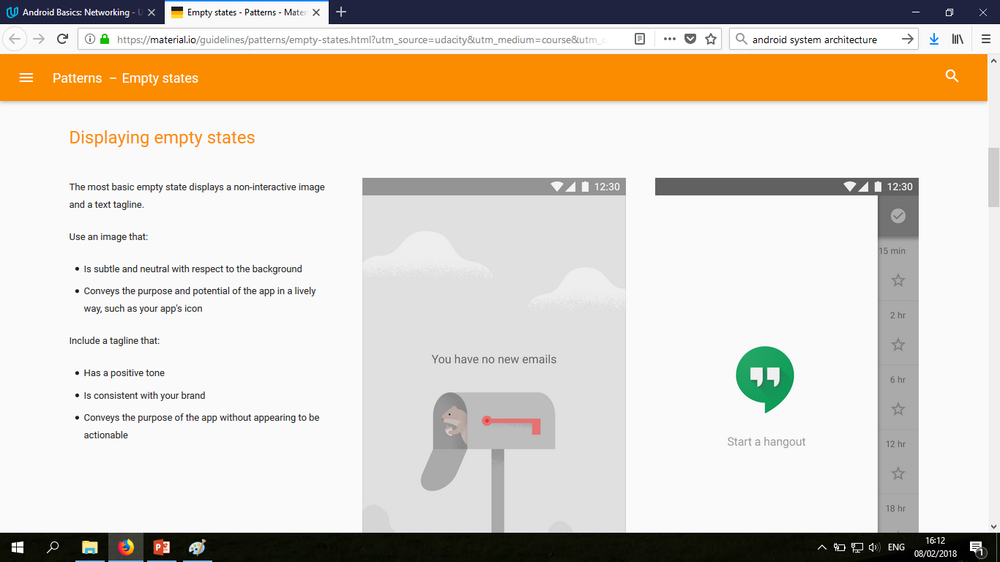 Android Basics: Networking - U
Empty states - Patterns - Mater
https://material.io/guidelines/patterns/empty-states.html?utm_source=udacity&utm_medium=course&utm_c
android system architecture
Patterns – Empty states
Displaying empty states
The most basic empty state displays a non-interactive image
and a text tagline.
Use an image that:
• Is subtle and neutral with respect to the background
• Conveys the purpose and potential of the app in a lively
way, such as your app's icon
Include a tagline that:
• Has a positive tone
• Is consistent with your brand
• Conveys the purpose of the app without appearing to be
actionable
12:30
You have no new emails
12:30
15 min
2 hr
6 hr
12 hr
18 hr
Start a hangout
ENG
16:12
08/02/2018
1